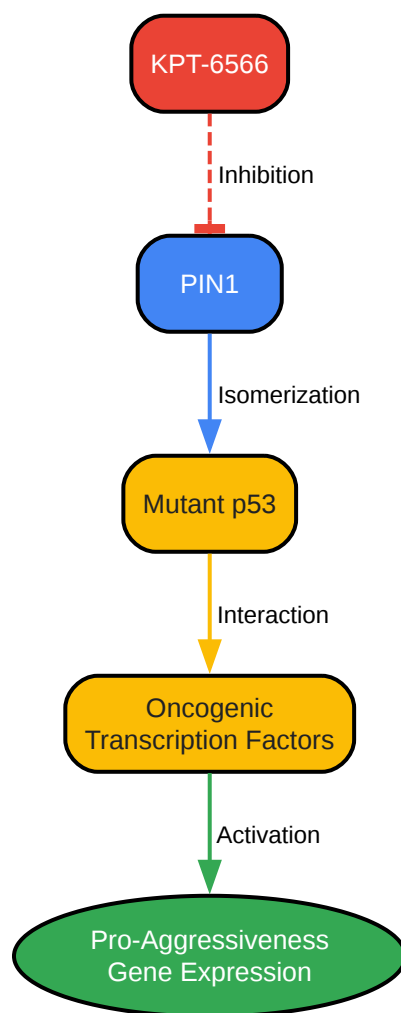 KPT-6566
Inhibition
PIN1
Isomerization
Mutant p53
Interaction
Oncogenic
Transcription Factors
Activation
Pro-Aggressiveness
Gene Expression